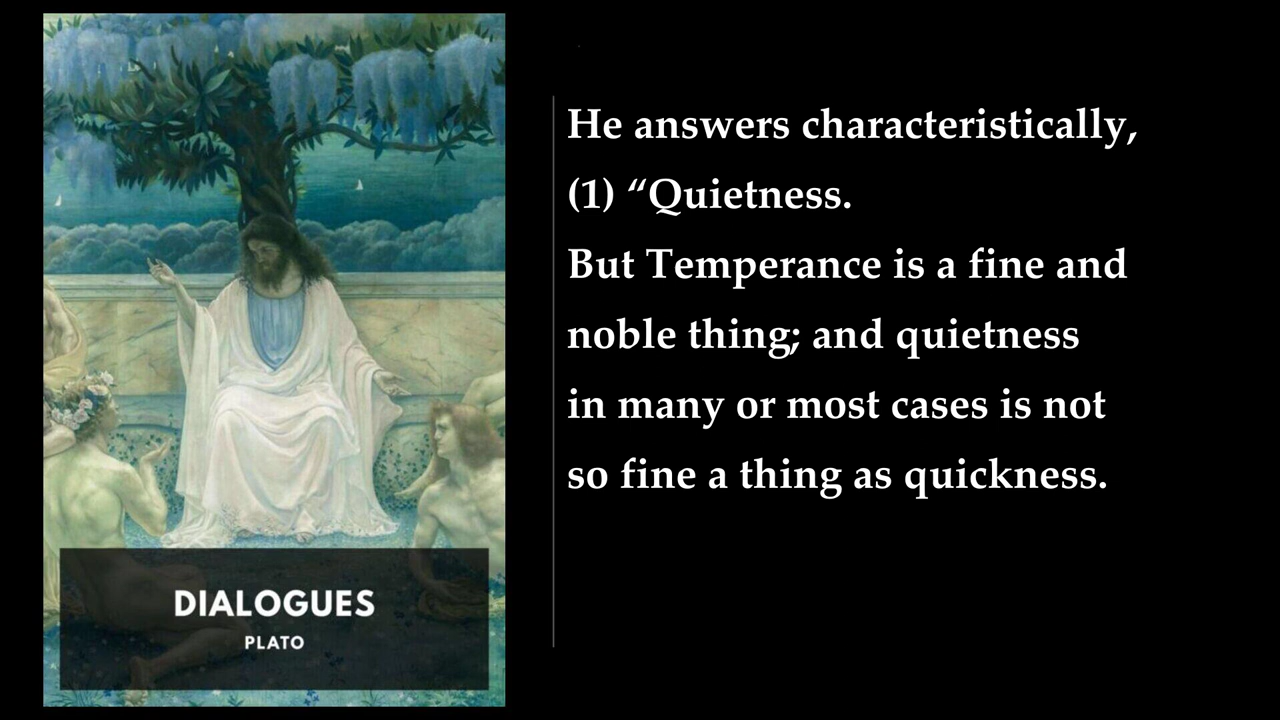 DIALOGUES
PLATO
He answers characteristically,
(1) “Quietness.
But Temperance is a fine and
noble thing; and quietness
in many or most cases is not
so fine a thing as quickness.